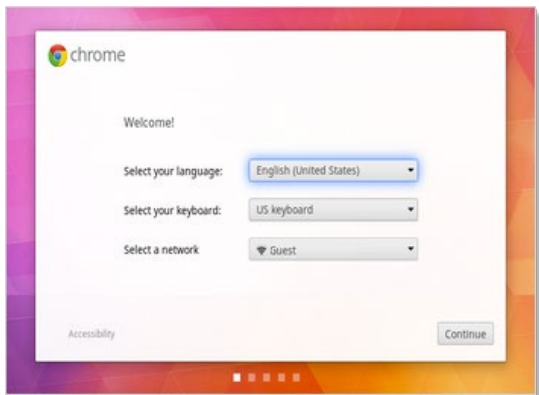 chrome
Welcome!
Select your language: English (United States)
Select your keyboard: US keyboard
Select a network Guest
Accessibility Continue